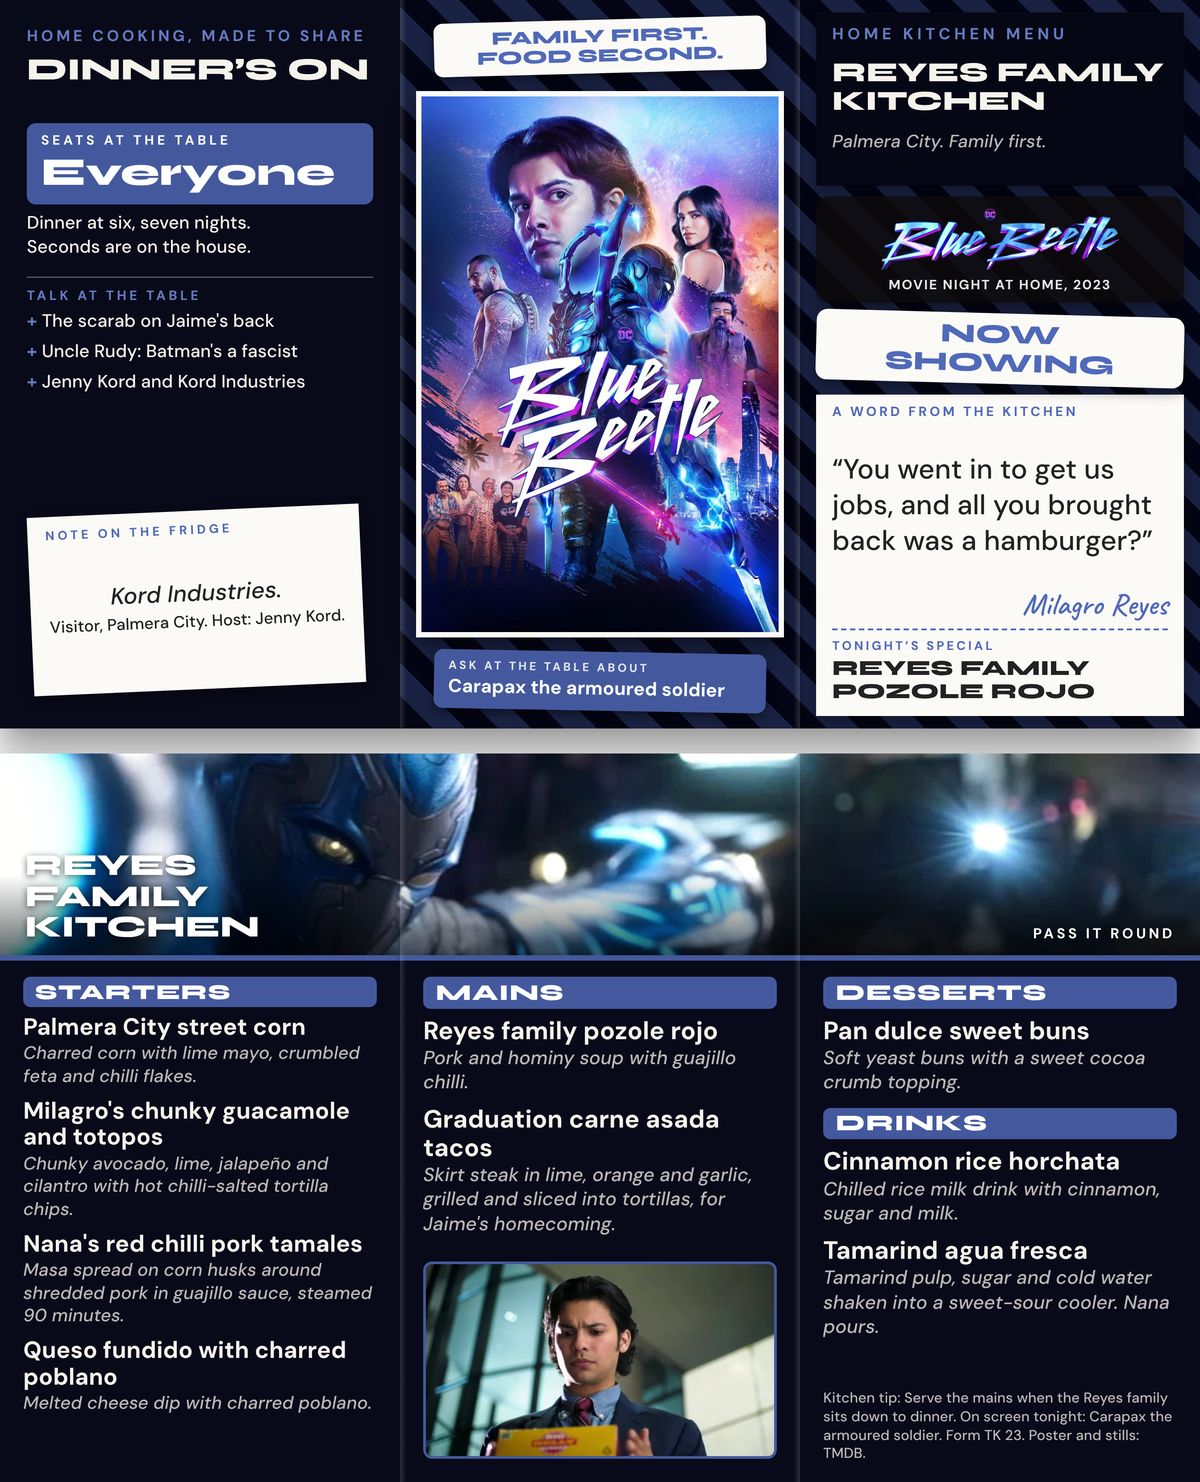 HOME COOKING, MADE TO SHARE
DINNER'S ON
SEATS AT THE TABLE
Everyone
Dinner at six, seven nights.
Seconds are on the house.
TALK AT THE TABLE
+ The scarab on Jaime's back
+ Uncle Rudy: Batman's a fascist
+ Jenny Kord and Kord Industries
NOTE ON THE FRIDGE
Kord Industries.
Visitor, Palmera City. Host: Jenny Kord.
FAMILY FIRST.
FOOD SECOND.
DC
Blue
Beetle
ASK AT THE TABLE ABOUT
Carapax the armoured soldier
HOME KITCHEN MENU
REYES FAMILY
KITCHEN
Palmera City. Family first.
DC
Blue Beetle
MOVIE NIGHT AT HOME, 2023
NOW
SHOWING
A WORD FROM THE KITCHEN
“You went in to get us
jobs, and all you brought
back was a hamburger?”
Milagro Reyes
TONIGHT’S SPECIAL
REYES FAMILY
POZOLE ROJO
REYES
FAMILY
KITCHEN
PASS IT ROUND
STARTERS
Palmera City street corn
Charred corn with lime mayo, crumbled
feta and chilli flakes.
Milagro's chunky guacamole
and totopos
Chunky avocado, lime, jalapeño and
cilantro with hot chilli-salted tortilla
chips.
Nana's red chilli pork tamales
Masa spread on corn husks around
shredded pork in guajillo sauce, steamed
90 minutes.
Queso fundido with charred
poblano
Melted cheese dip with charred poblano.
MAINS
Reyes family pozole rojo
Pork and hominy soup with guajillo
chilli.
Graduation carne asada
tacos
Skirt steak in lime, orange and garlic,
grilled and sliced into tortillas, for
Jaime's homecoming.
BIG
BELLY
DESSERTS
Pan dulce sweet buns
Soft yeast buns with a sweet cocoa
crumb topping.
DRINKS
Cinnamon rice horchata
Chilled rice milk drink with cinnamon,
sugar and milk.
Tamarind agua fresca
Tamarind pulp, sugar and cold water
shaken into a sweet-sour cooler. Nana
pours.
Kitchen tip: Serve the mains when the Reyes family
sits down to dinner. On screen tonight: Carapax the
armoured soldier. Form TK 23. Poster and stills:
TMDB.